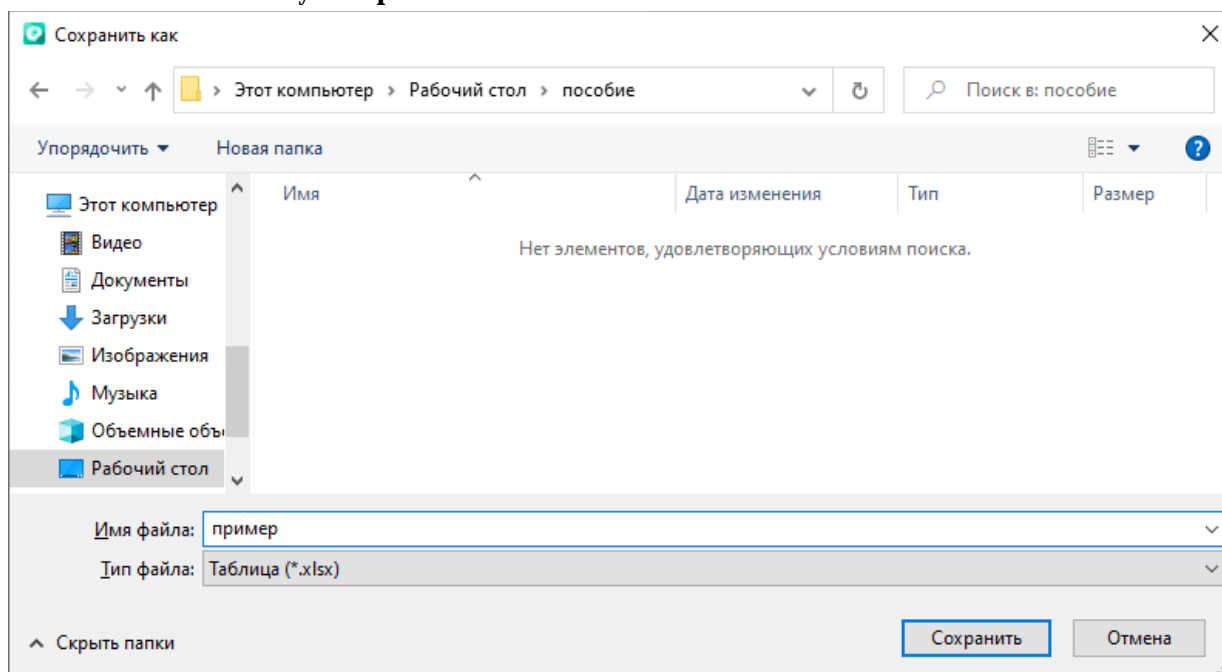 Сохранить как
Этот компьютер › Рабочий стол › пособие
Поиск в: пособие
Упорядочить
Новая папка
Имя
Дата изменения
Тип
Размер
Нет элементов, удовлетворяющих условиям поиска.
Этот компьютер
Видео
Документы
Загрузки
Изображения
Музыка
Объемные объ
Рабочий стол
Имя файла: пример
Тип файла: Таблица (*.xlsx)
Скрыть папки
Сохранить
Отмена